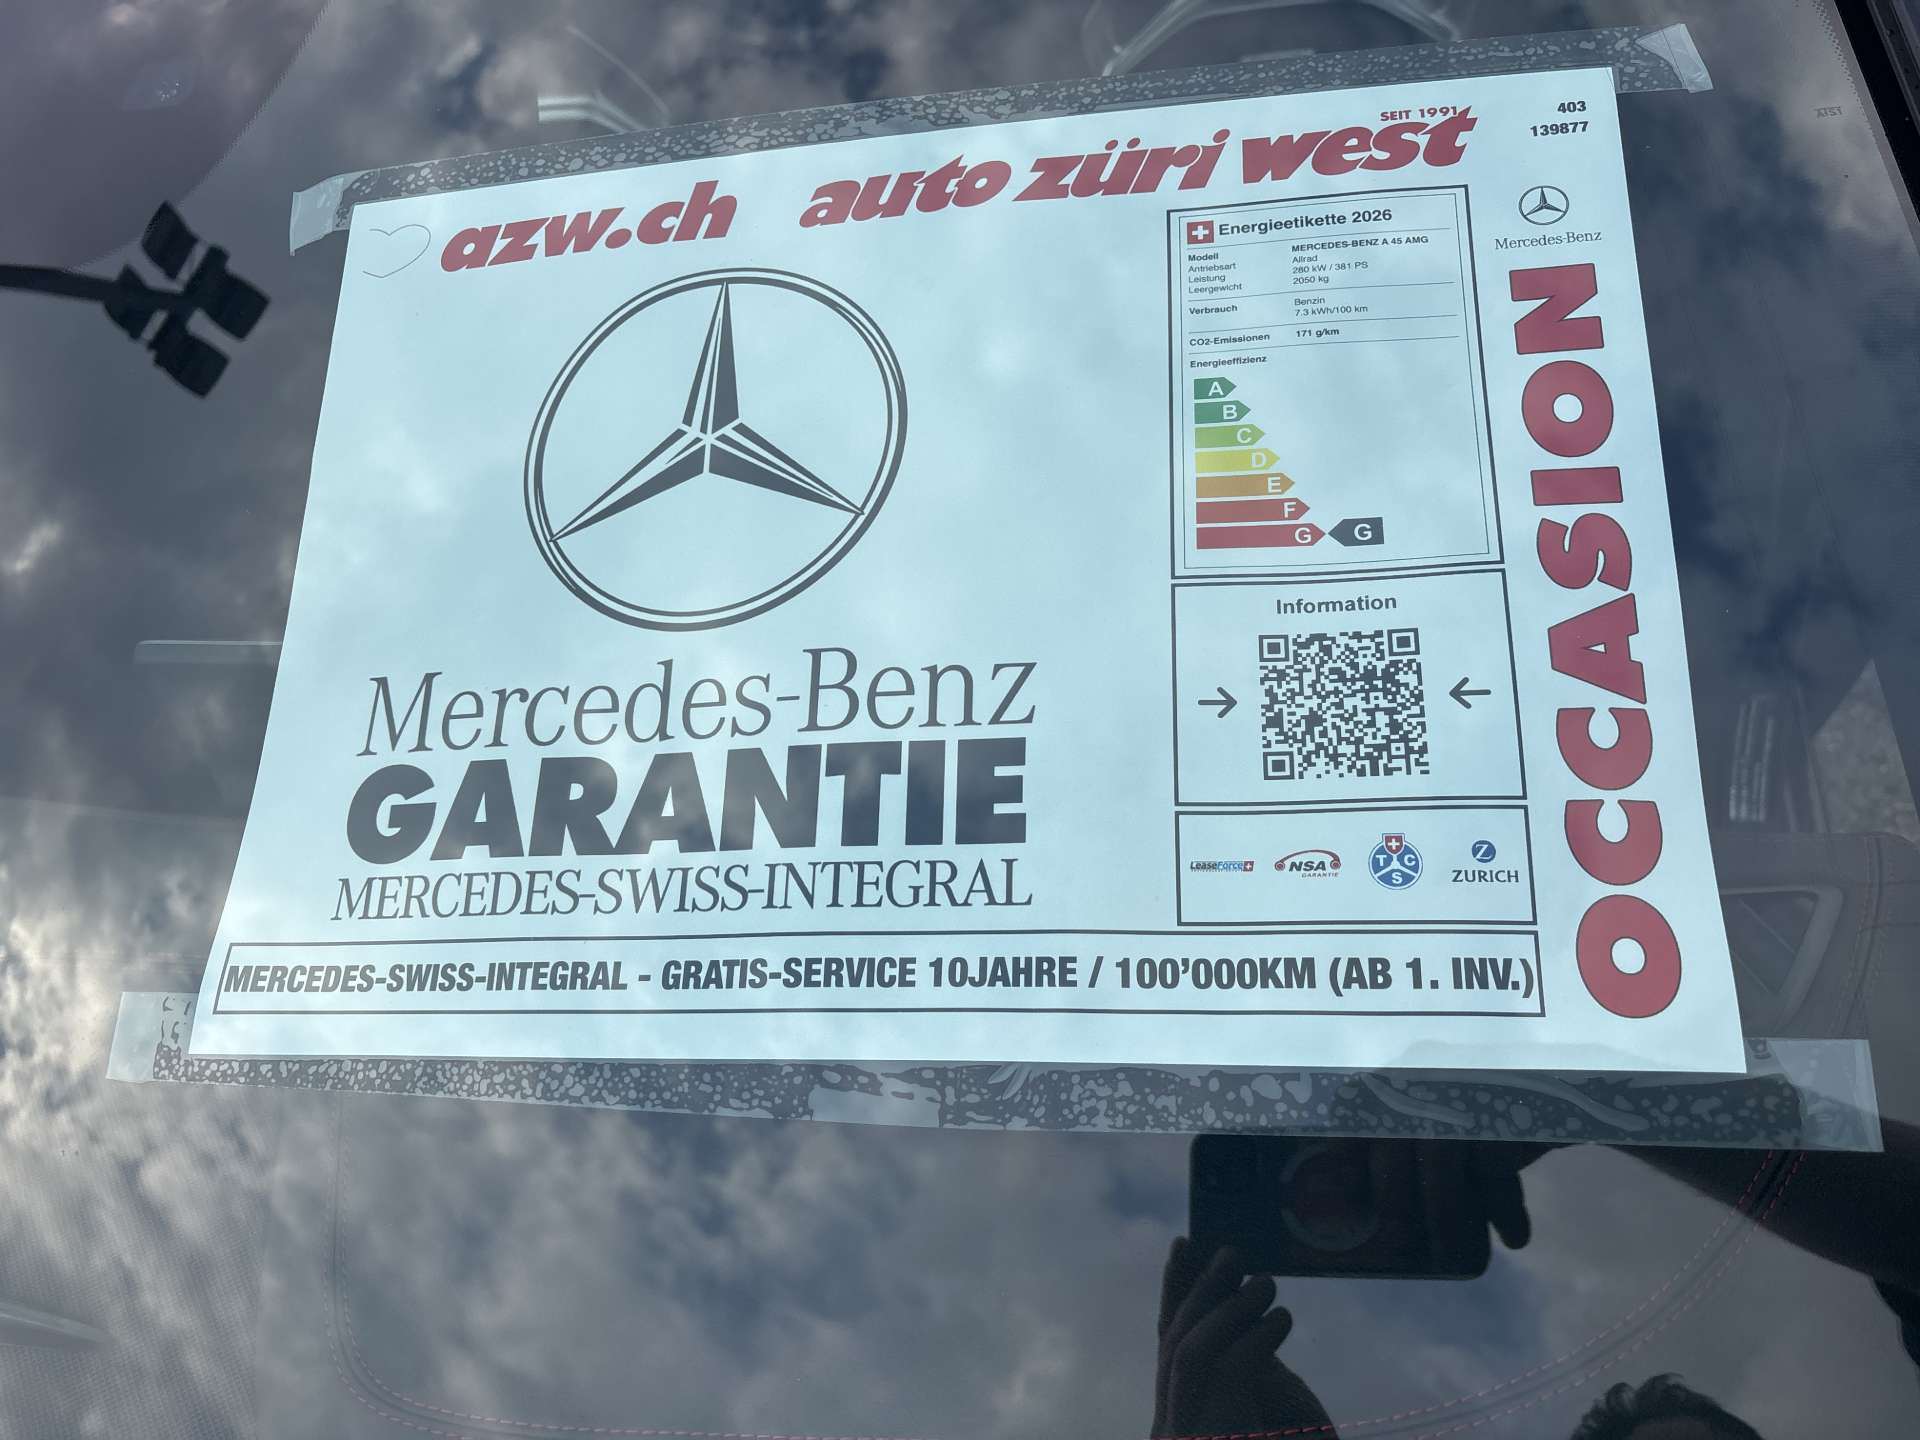 azw.ch auto züri west
SEIT 1991
403
139877
Mercedes-Benz
OCCASION
Energieetikette 2026
Modell MERCEDES-BENZ A 45 AMG
Antriebsart Allrad
Leistung 280 kW / 381 PS
Leergewicht 2050 kg
Verbrauch Benzin
7.3 kWh/100 km
CO2-Emissionen 171 g/km
Energieeffizienz
A
B
C
D
E
F
G G
Information
LeaseForce
NSA
GARANTIE
TCS
Z
ZURICH
Mercedes-Benz
GARANTIE
MERCEDES-SWISS-INTEGRAL
MERCEDES-SWISS-INTEGRAL - GRATIS-SERVICE 10JAHRE / 100’000KM (AB 1. INV.)